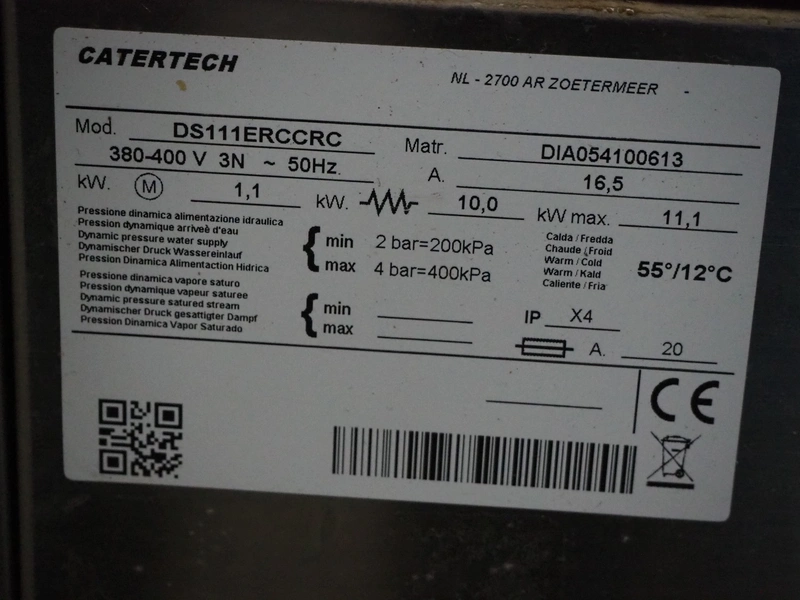 CATERTECH
NL - 2700 AR ZOETERMEER -
Mod. DS111ERCCRC Matr. DIA054100613
380-400 V 3N ~ 50Hz. A. 16,5
kW. M 1,1 kW. 10,0 kW max. 11,1
Pressione dinamica alimentazione idraulica
Pression dynamique arriveè d'eau
Dynamic pressure water supply
Dynamischer Druck Wassereinlauf
Pression Dinamica Alimentaction Hidrica
min 2 bar=200kPa
max 4 bar=400kPa
Calda / Fredda
Chaude / Froid
Warm / Cold
Warm / Kald
Caliente / Fria
55°/12°C
Pressione dinamica vapore saturo
Pression dynamique vapeur saturee
Dynamic pressure satured stream
Dynamischer Druck gesattigter Dampf
Pression Dinamica Vapor Saturado
min
max
IP X4
A. 20
CE